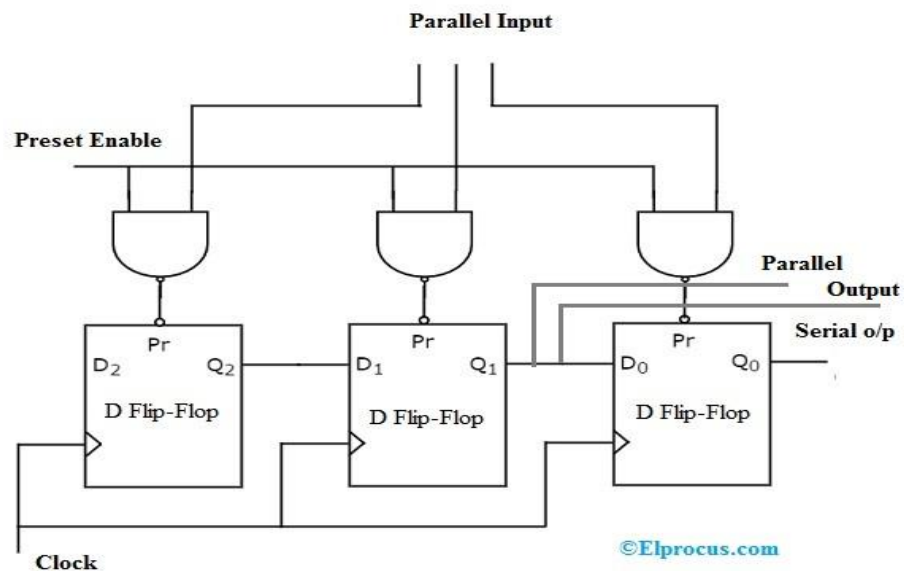 Parallel Input
Preset Enable
Parallel
Output
Serial o/p
Pr
Pr
Pr
D₂ Q₂
D₁ Q₁
D₀ Q₀
D Flip-Flop
D Flip-Flop
D Flip-Flop
Clock
©Elprocus.com